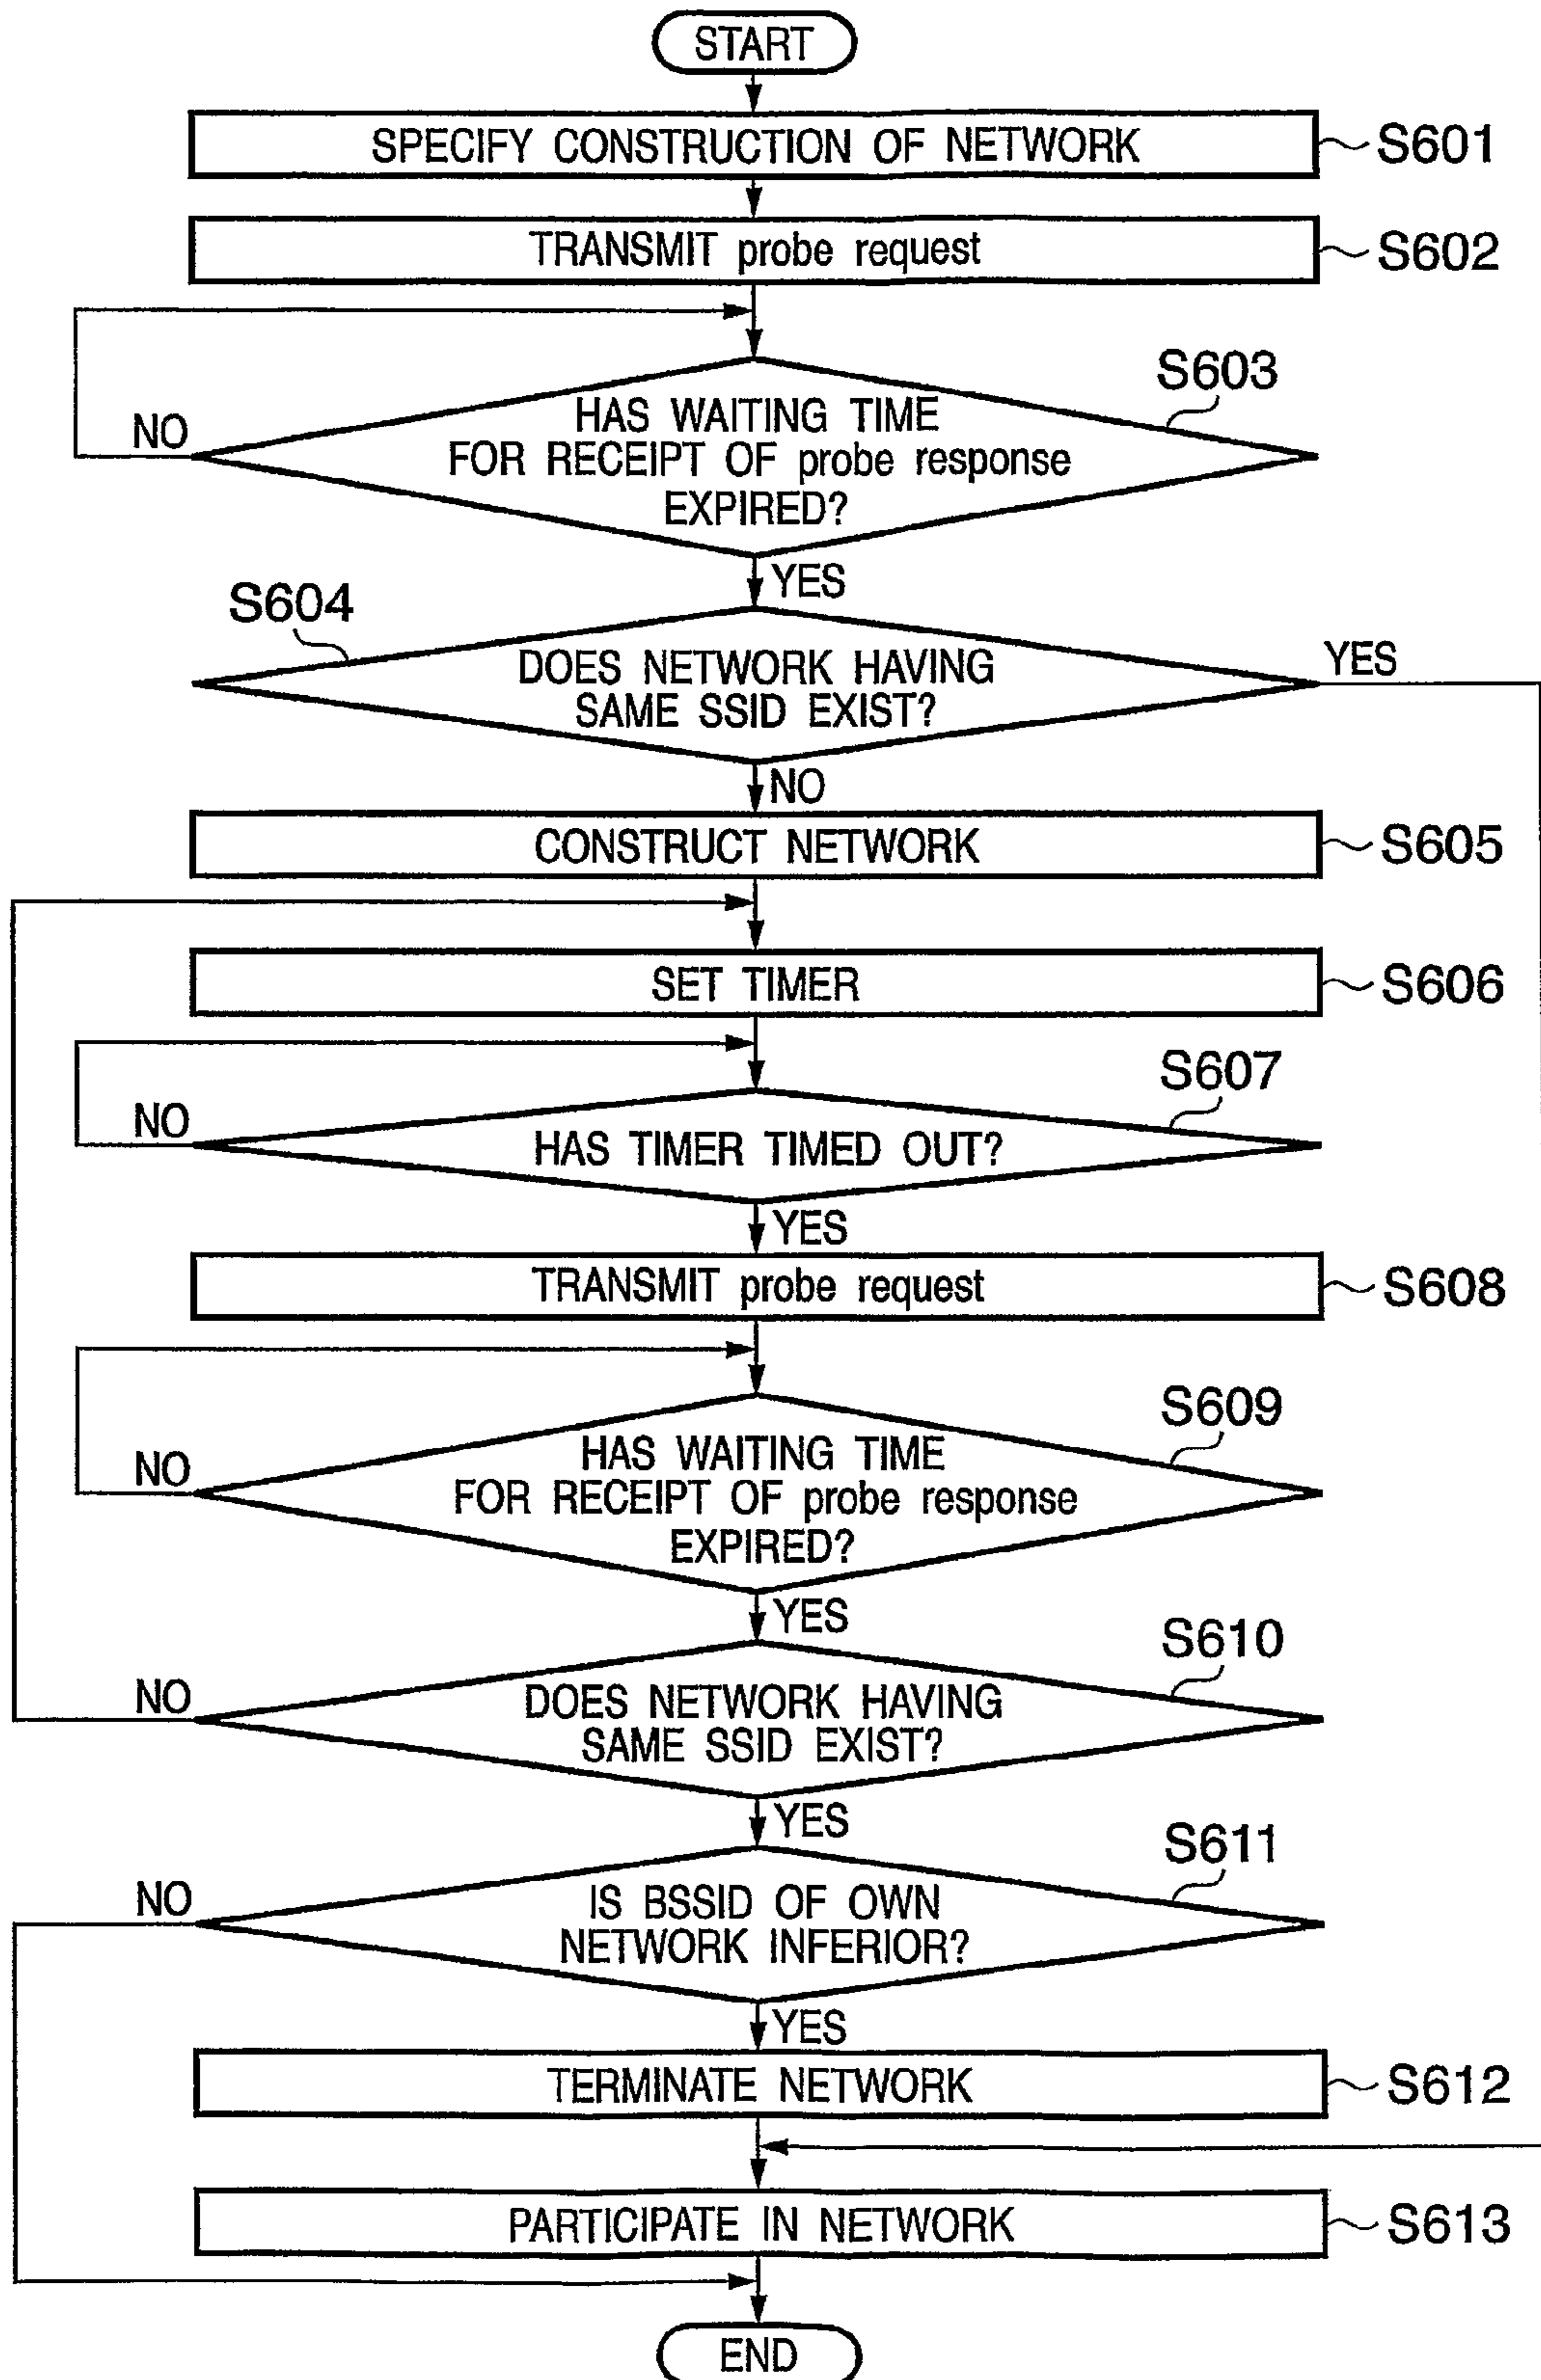 START
SPECIFY CONSTRUCTION OF NETWORK
S601
TRANSMIT probe request
S602
S603
HAS WAITING TIME
FOR RECEIPT OF probe response
EXPIRED?
NO
YES
S604
DOES NETWORK HAVING
SAME SSID EXIST?
YES
NO
CONSTRUCT NETWORK
S605
SET TIMER
S606
S607
HAS TIMER TIMED OUT?
NO
YES
TRANSMIT probe request
S608
S609
HAS WAITING TIME
FOR RECEIPT OF probe response
EXPIRED?
NO
YES
S610
DOES NETWORK HAVING
SAME SSID EXIST?
NO
YES
S611
IS BSSID OF OWN
NETWORK INFERIOR?
NO
YES
TERMINATE NETWORK
S612
PARTICIPATE IN NETWORK
S613
END